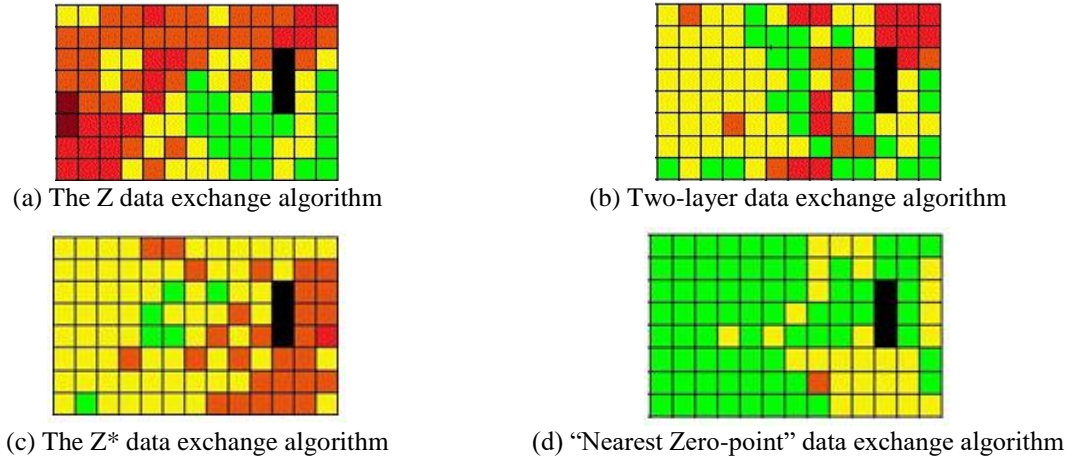 (a) The Z data exchange algorithm
(b) Two-layer data exchange algorithm
(c) The Z* data exchange algorithm
(d) “Nearest Zero-point” data exchange algorithm